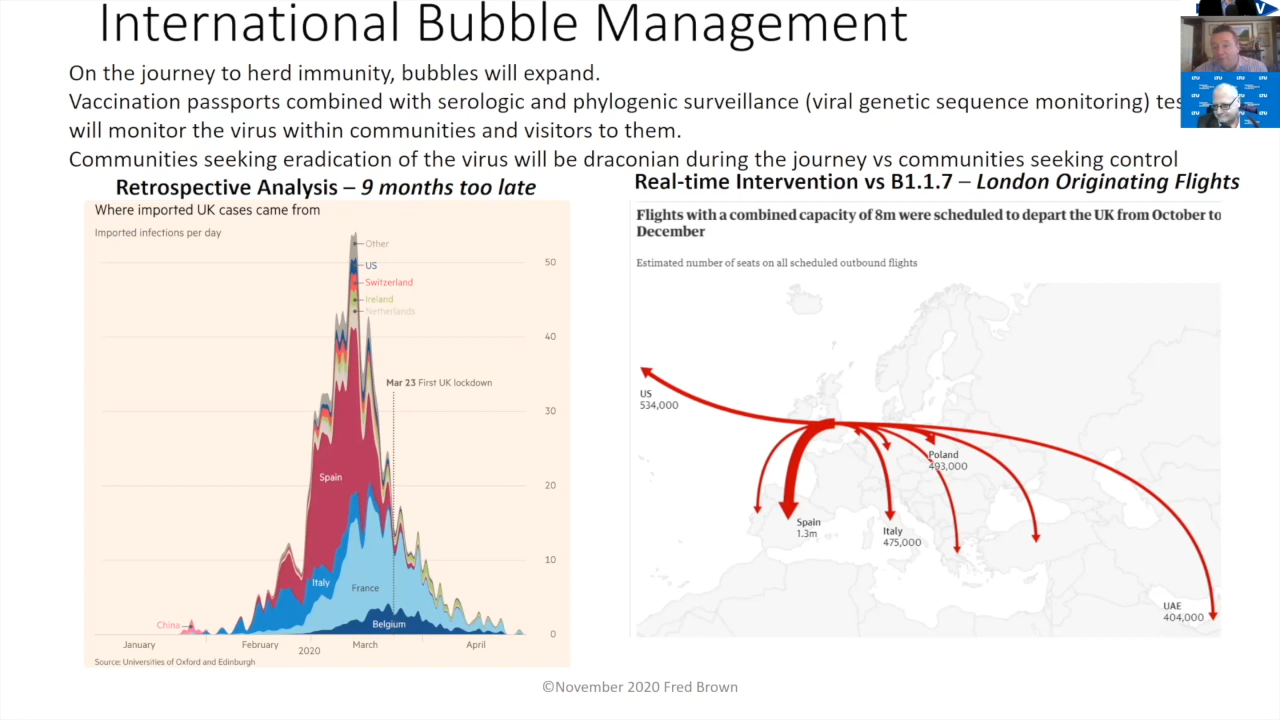 International Bubble Management
On the journey to herd immunity, bubbles will expand.
Vaccination passports combined with serologic and phylogenic surveillance (viral genetic sequence monitoring)
will monitor the virus within communities and visitors to them.
Communities seeking eradication of the virus will be draconian during the journey vs communities seeking control
Retrospective Analysis – 9 months too late
Where imported UK cases came from
Imported infections per day
Other
US
Switzerland
Ireland
Netherlands
50
40
Mar 23 First UK lockdown
30
Spain
20
10
Italy
France
China
Belgium
0
January
February
March
April
2020
Source: Universities of Oxford and Edinburgh
Real-time Intervention vs B1.1.7 – London Originating Flights
Flights with a combined capacity of 8m were scheduled to depart the UK from October to
December
Estimated number of seats on all scheduled outbound flights
US
534,000
Poland
493,000
Spain
1.3m
Italy
475,000
UAE
404,000
©November 2020 Fred Brown